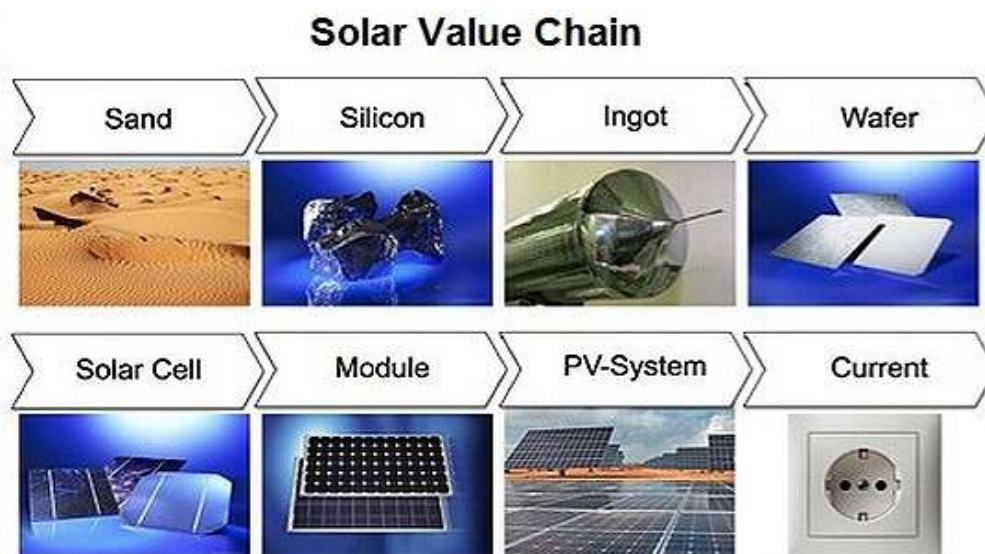 Solar Value Chain
Sand
Silicon
Ingot
Wafer
Solar Cell
Module
PV-System
Current